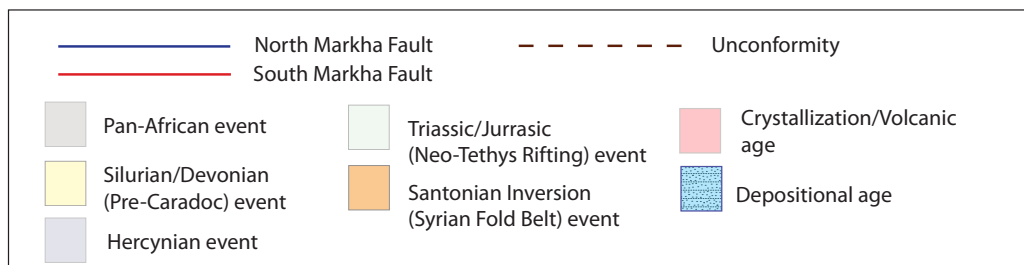 North Markha Fault
Unconformity
South Markha Fault
Pan-African event
Silurian/Devonian
(Pre-Caradoc) event
Hercynian event
Triassic/Jurrasic
(Neo-Tethys Rifting) event
Santonian Inversion
(Syrian Fold Belt) event
Crystallization/Volcanic
age
Depositional age